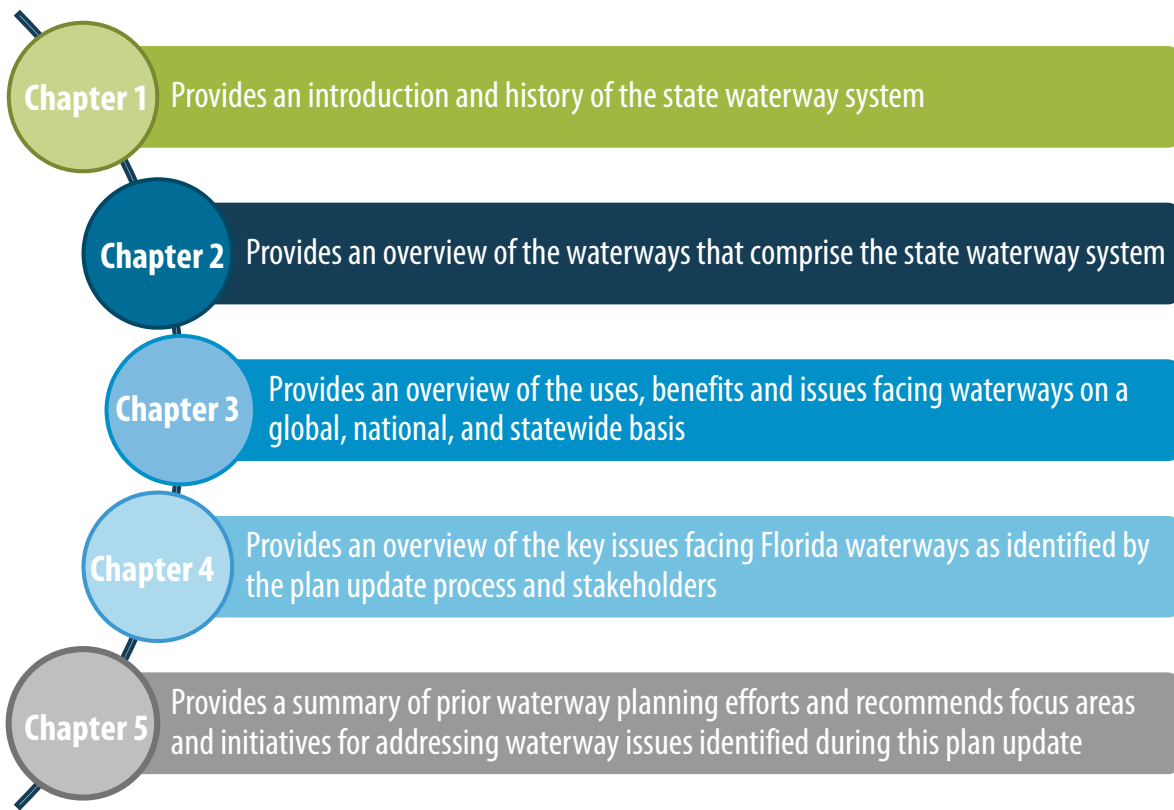 Chapter 1
Provides an introduction and history of the state waterway system
Chapter 2
Provides an overview of the waterways that comprise the state waterway system
Chapter 3
Provides an overview of the uses, benefits and issues facing waterways on a
global, national, and statewide basis
Chapter 4
Provides an overview of the key issues facing Florida waterways as identified by
the plan update process and stakeholders
Chapter 5
Provides a summary of prior waterway planning efforts and recommends focus areas
and initiatives for addressing waterway issues identified during this plan update